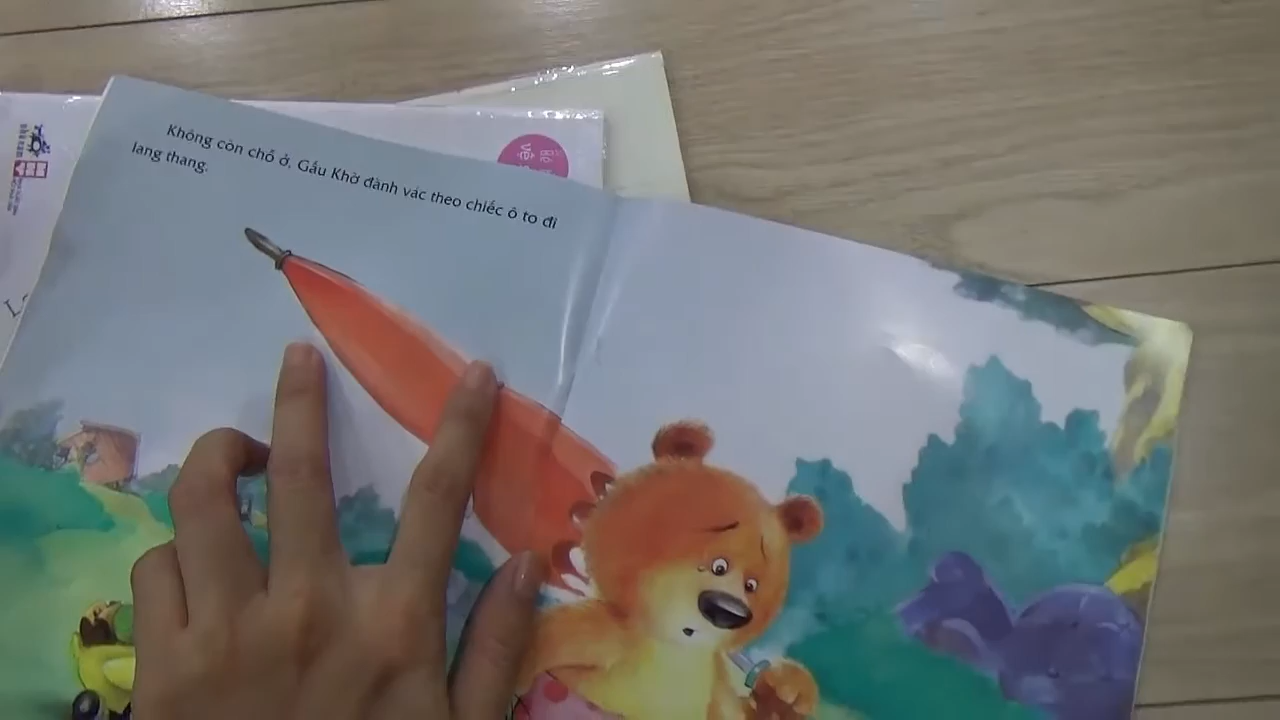 Không còn chỗ ở, Gấu Khờ đành vác theo chiếc ô to đi
lang thang.